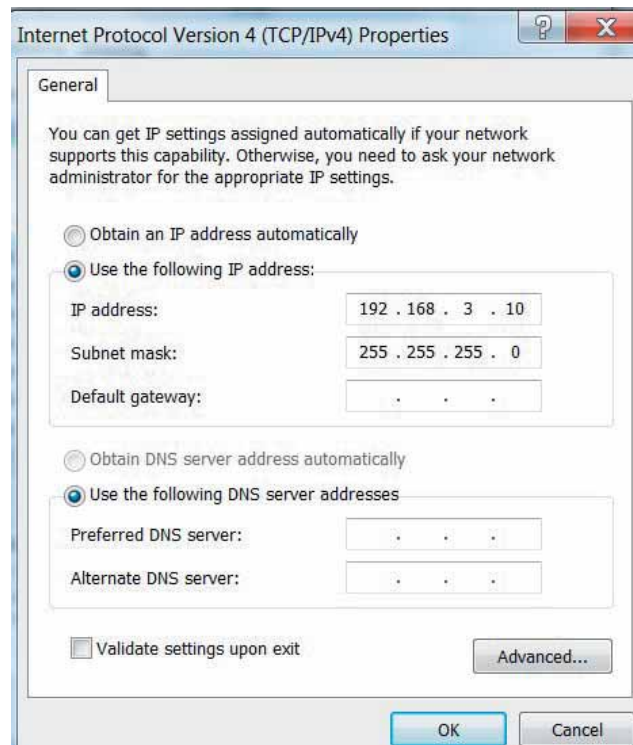 Internet Protocol Version 4 (TCP/IPv4) Properties
?
X
General
You can get IP settings assigned automatically if your network
supports this capability. Otherwise, you need to ask your network
administrator for the appropriate IP settings.
Obtain an IP address automatically
Use the following IP address:
IP address: 192 . 168 . 3 . 10
Subnet mask: 255 . 255 . 255 . 0
Default gateway: . . .
Obtain DNS server address automatically
Use the following DNS server addresses
Preferred DNS server: . . .
Alternate DNS server: . . .
Validate settings upon exit
Advanced...
OK
Cancel